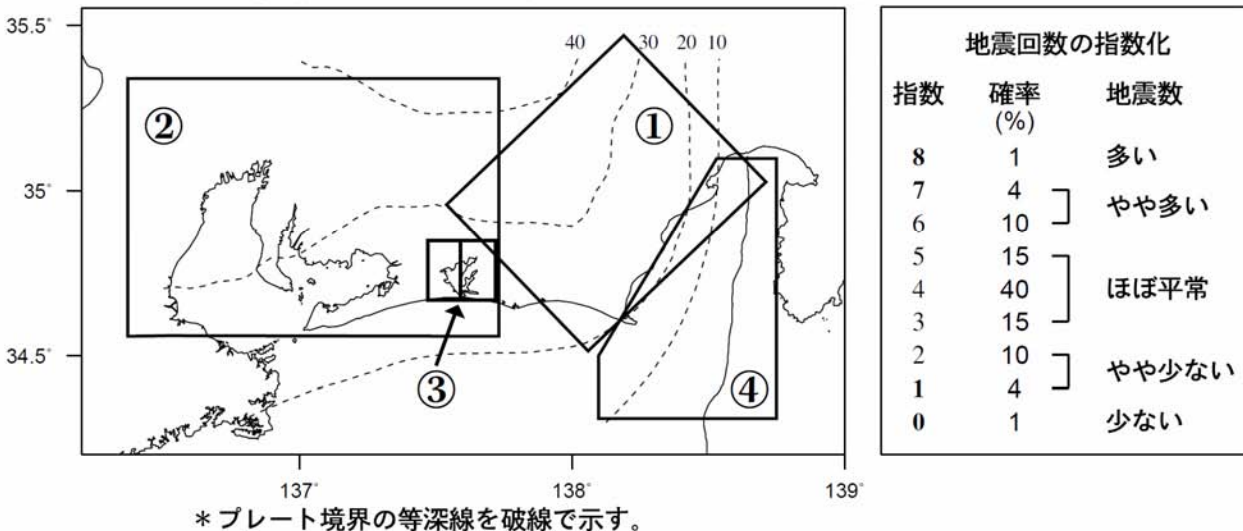 35.5°
35°
34.5°
137°
138°
139°
40
30
20
10
①
②
③
④
＊プレート境界の等深線を破線で示す。
地震回数の指数化
指数 確率 地震数
(%)
8 1 多い
7 4
やや多い
6 10
5 15
4 40 ほぼ平常
3 15
2 10
やや少ない
1 4
0 1 少ない